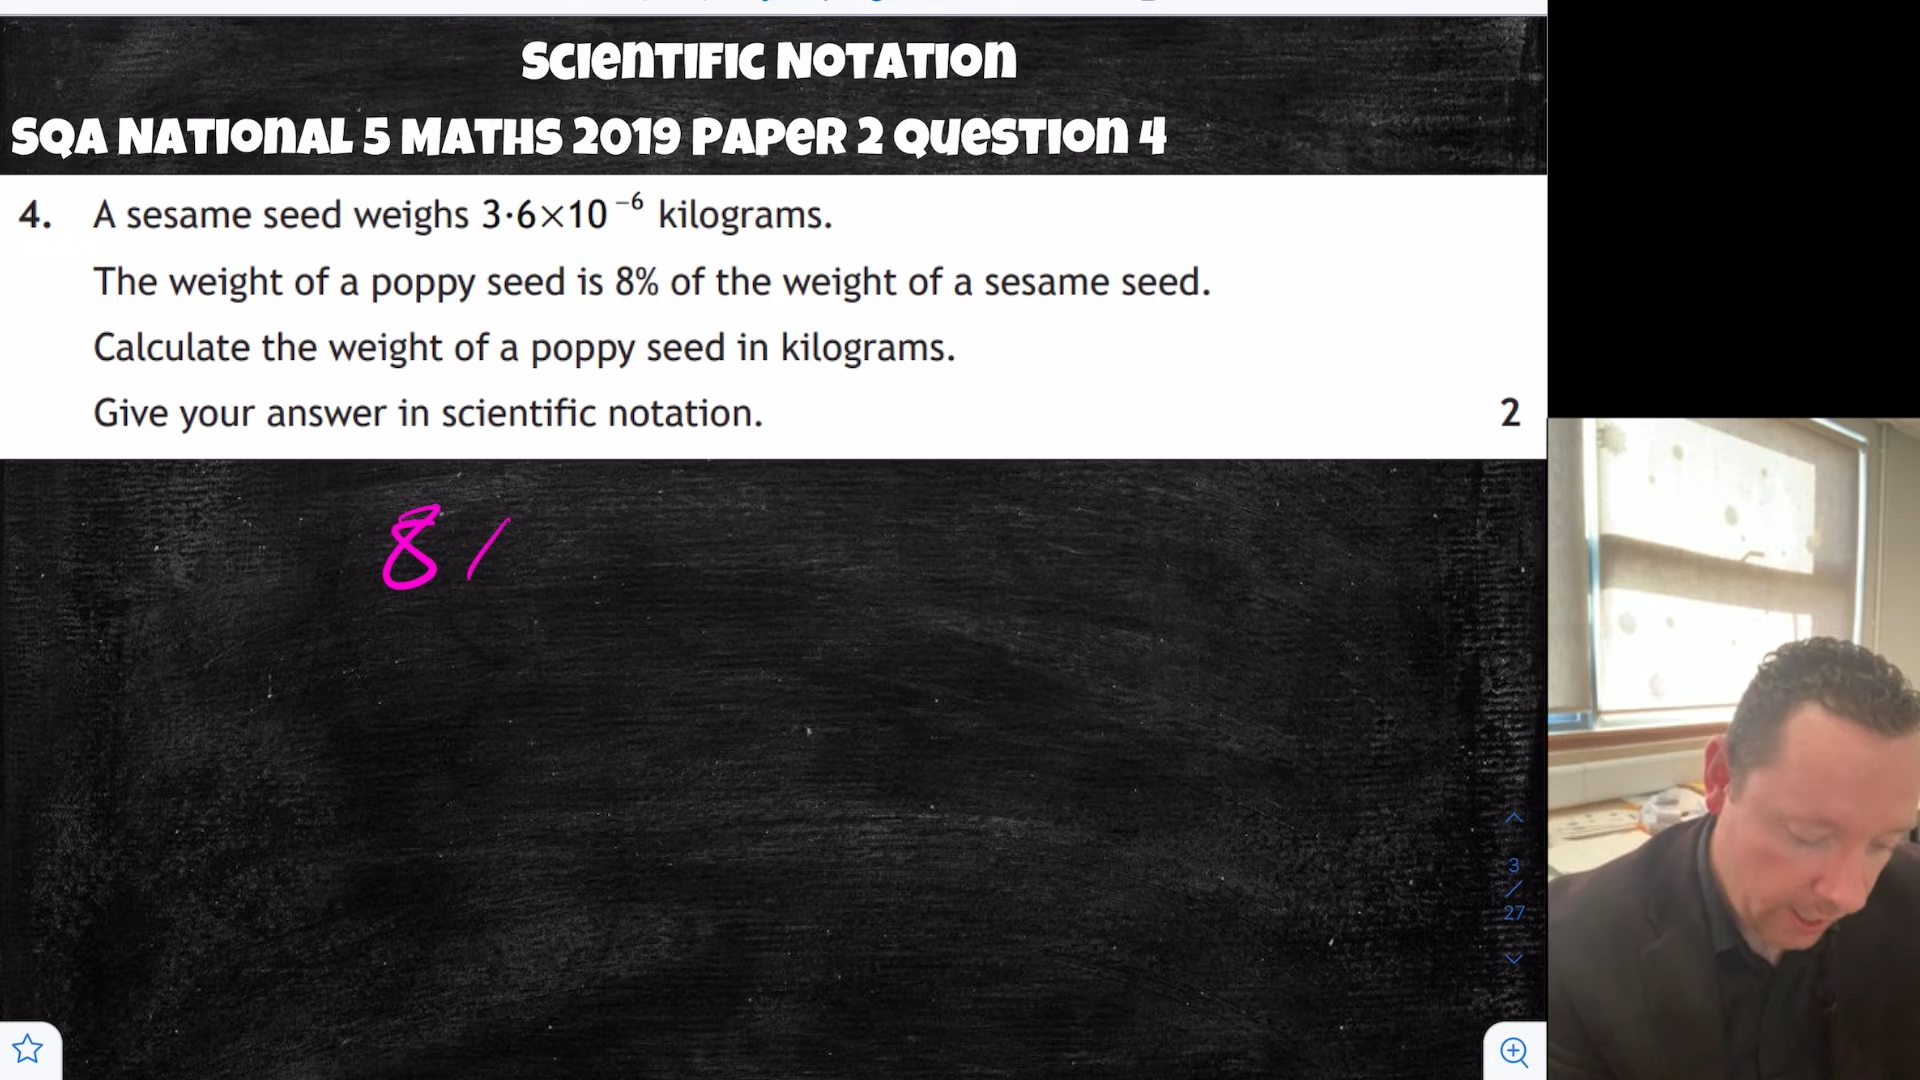 SCIENTIFIC NOTATION
SQA NATIONAL 5 MATHS 2019 PAPER 2 QUESTION 4
4. A sesame seed weighs 3·6×10⁻⁶ kilograms.
The weight of a poppy seed is 8% of the weight of a sesame seed.
Calculate the weight of a poppy seed in kilograms.
Give your answer in scientific notation. 2
8 /
3
/
27